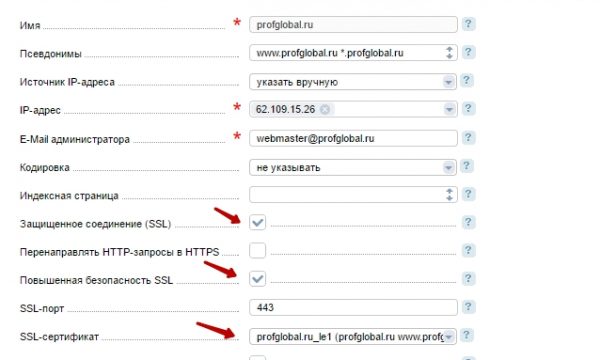 Имя * profglobal.ru ?
Псевдонимы www.profglobal.ru *.profglobal.ru ?
Источник IP-адреса указать вручную ?
IP-адрес * 62.109.15.26 ?
E-Mail администратора * webmaster@profglobal.ru ?
Кодировка не указывать ?
Индексная страница ?
Защищенное соединение (SSL) ?
Перенаправлять HTTP-запросы в HTTPS ?
Повышенная безопасность SSL ?
SSL-порт 443 ?
SSL-сертификат profglobal.ru_le1 (profglobal.ru www.profg ?